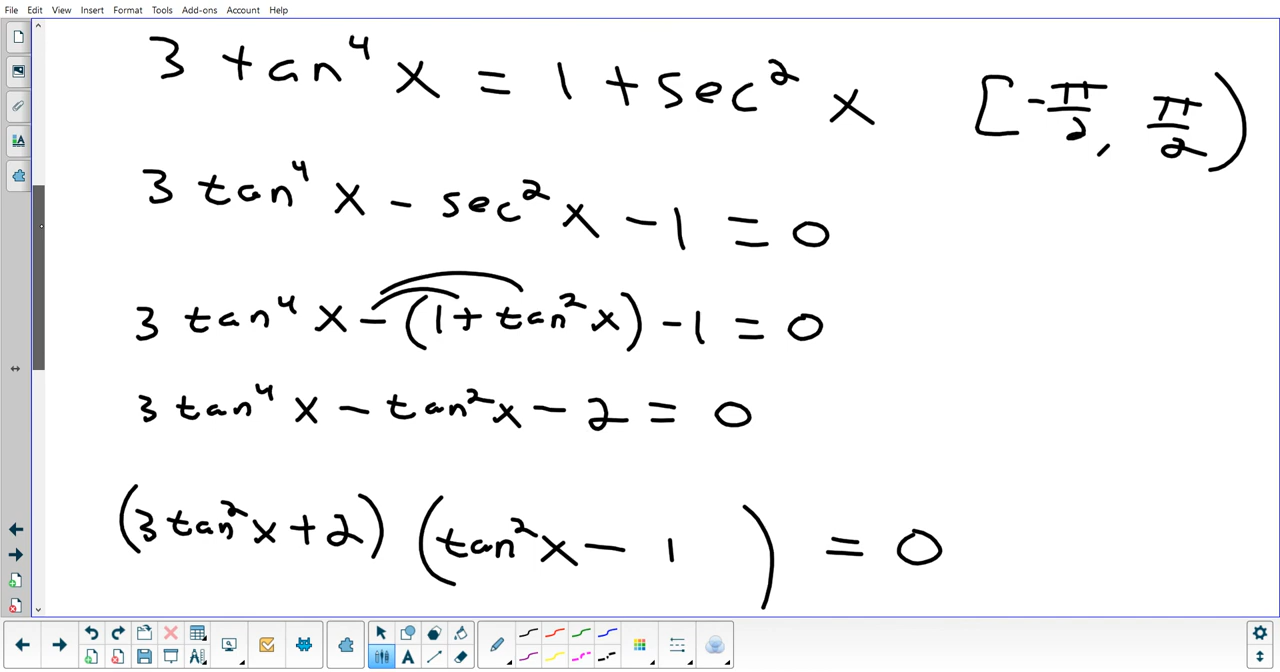 File Edit View Insert Format Tools Add-ons Account Help
3 tan⁴ x = 1 + sec² x [-π/2, π/2)
3 tan⁴ x - sec² x - 1 = 0
3 tan⁴ x - (1 + tan² x) - 1 = 0
3 tan⁴ x - tan² x - 2 = 0
(3 tan² x + 2) (tan² x - 1 ) = 0